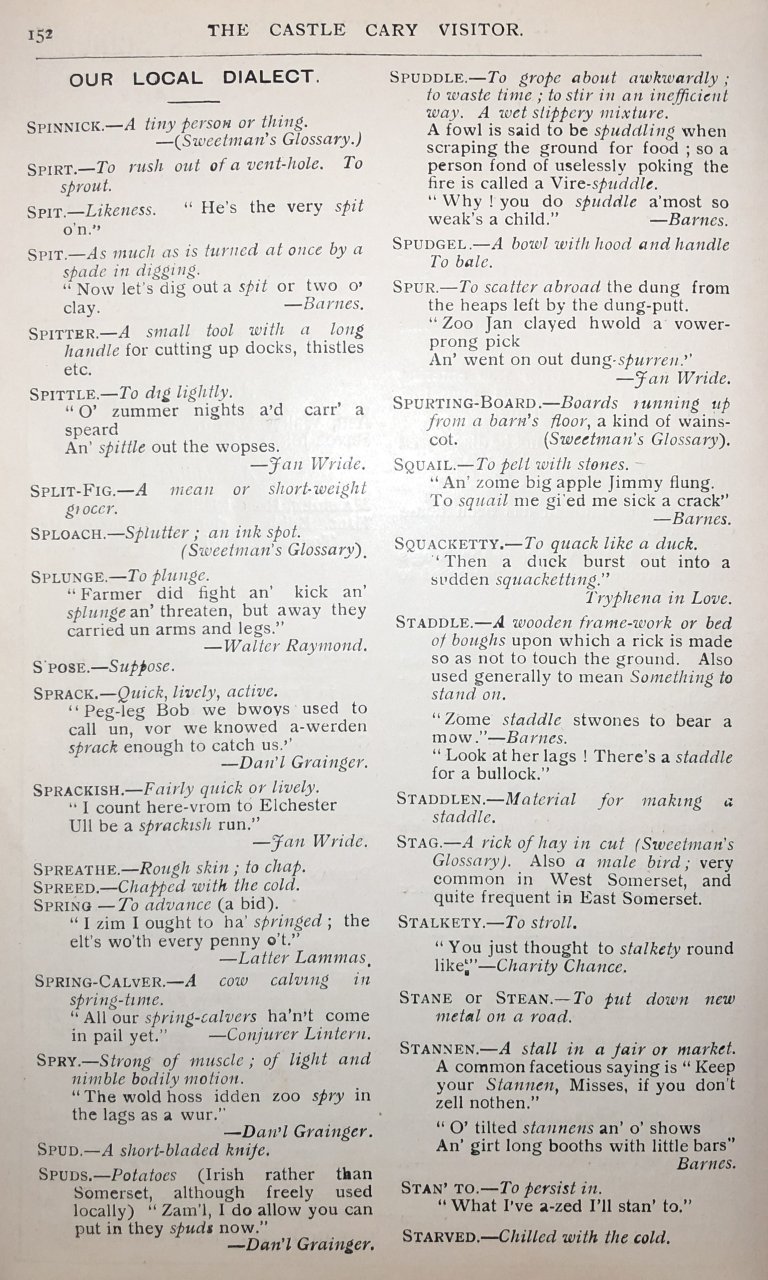 152
THE CASTLE CARY VISITOR.
OUR LOCAL DIALECT.
SPINNICK.—A tiny person or thing.
—(Sweetman's Glossary.)
SPIRT.—To rush out of a vent-hole. To
sprout.
SPIT.—Likeness. “ He's the very spit
o'n.”
SPIT.—As much as is turned at once by a
spade in digging.
“ Now let's dig out a spit or two o'
clay. —Barnes.
SPITTER.—A small tool with a long
handle for cutting up docks, thistles
etc.
SPITTLE.—To dig lightly.
“ O' zummer nights a'd carr' a
speard
An' spittle out the wopses.
—Jan Wride.
SPLIT-FIG.—A mean or short-weight
grocer.
SPLOACH.—Splutter ; an ink spot.
(Sweetman's Glossary).
SPLUNGE.—To plunge.
“ Farmer did fight an' kick an'
splunge an' threaten, but away they
carried un arms and legs.”
—Walter Raymond.
S'POSE.—Suppose.
SPRACK.—Quick, lively, active.
“ Peg-leg Bob we bwoys used to
call un, vor we knowed a-werden
sprack enough to catch us.”
—Dan'l Grainger.
SPRACKISH.—Fairly quick or lively.
“ I count here-vrom to Elchester
Ull be a sprackish run.”
—Jan Wride.
SPREATHE.—Rough skin ; to chap.
SPREED.—Chapped with the cold.
SPRING —To advance (a bid).
“ I zim I ought to ha' springed ; the
elt's wo'th every penny o't.”
—Latter Lammas.
SPRING-CALVER.—A cow calving in
spring-time.
“ All our spring-calvers ha'n't come
in pail yet.” —Conjurer Lintern.
SPRY.—Strong of muscle ; of light and
nimble bodily motion.
“ The wold hoss idden zoo spry in
the lags as a wur.”
—Dan'l Grainger.
SPUD.—A short-bladed knife.
SPUDS.—Potatoes (Irish rather than
Somerset, although freely used
locally) “ Zam'l, I do allow you can
put in they spuds now.”
—Dan'l Grainger.
SPUDDLE.—To grope about awkwardly ;
to waste time ; to stir in an inefficient
way. A wet slippery mixture.
A fowl is said to be spuddling when
scraping the ground for food ; so a
person fond of uselessly poking the
fire is called a Vire-spuddle.
“ Why ! you do spuddle a'most so
weak's a child.” —Barnes.
SPUDGEL.—A bowl with hood and handle
To bale.
SPUR.—To scatter abroad the dung from
the heaps left by the dung-putt.
“ Zoo Jan clayed hwold a vower-
prong pick
An' went on out dung-spurren.”
—Jan Wride.
SPURTING-BOARD.—Boards running up
from a barn's floor, a kind of wains-
cot. (Sweetman's Glossary).
SQUAIL.—To pelt with stones.
“ An' zome big apple Jimmy flung.
To squail me gi'ed me sick a crack”
—Barnes.
SQUACKETTY.—To quack like a duck.
‘ Then a duck burst out into a
sudden squacketting.”
Tryphena in Love.
STADDLE.—A wooden frame-work or bed
of boughs upon which a rick is made
so as not to touch the ground. Also
used generally to mean Something to
stand on.
“ Zome staddle stwones to bear a
mow.”—Barnes.
“ Look at her lags ! There's a staddle
for a bullock.”
STADDLEN.—Material for making a
staddle.
STAG.—A rick of hay in cut (Sweetman's
Glossary). Also a male bird ; very
common in West Somerset, and
quite frequent in East Somerset.
STALKETY.—To stroll.
“ You just thought to stalkety round
like.”—Charity Chance.
STANE OR STEAN.—To put down new
metal on a road.
STANNEN.—A stall in a fair or market.
A common facetious saying is “ Keep
your Stannen, Misses, if you don't
zell nothen.”
“ O' tilted stannens an' o' shows
An' girt long booths with little bars”
Barnes.
STAN' TO.—To persist in.
“ What I've a-zed I'll stan' to.”
STARVED.—Chilled with the cold.